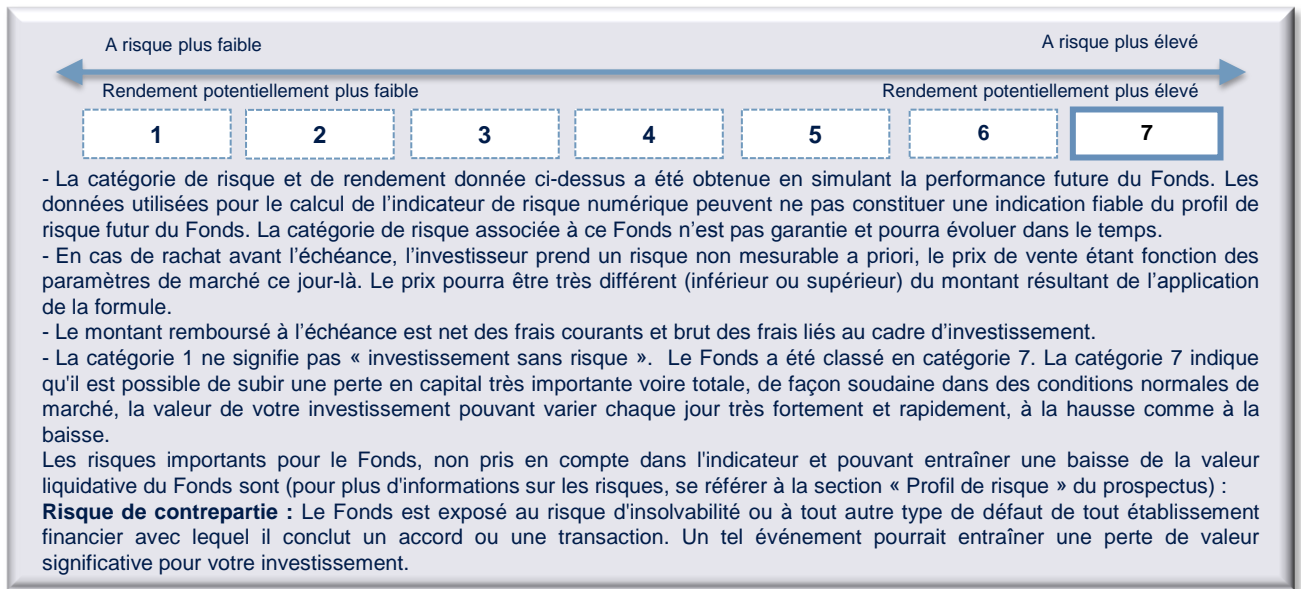 A risque plus faible A risque plus élevé
Rendement potentiellement plus faible Rendement potentiellement plus élevé
1 2 3 4 5 6 7
- La catégorie de risque et de rendement donnée ci-dessus a été obtenue en simulant la performance future du Fonds. Les
données utilisées pour le calcul de l’indicateur de risque numérique peuvent ne pas constituer une indication fiable du profil de
risque futur du Fonds. La catégorie de risque associée à ce Fonds n’est pas garantie et pourra évoluer dans le temps.
- En cas de rachat avant l’échéance, l’investisseur prend un risque non mesurable a priori, le prix de vente étant fonction des
paramètres de marché ce jour-là. Le prix pourra être très différent (inférieur ou supérieur) du montant résultant de l’application
de la formule.
- Le montant remboursé à l’échéance est net des frais courants et brut des frais liés au cadre d’investissement.
- La catégorie 1 ne signifie pas « investissement sans risque ». Le Fonds a été classé en catégorie 7. La catégorie 7 indique
qu'il est possible de subir une perte en capital très importante voire totale, de façon soudaine dans des conditions normales de
marché, la valeur de votre investissement pouvant varier chaque jour très fortement et rapidement, à la hausse comme à la
baisse.
Les risques importants pour le Fonds, non pris en compte dans l'indicateur et pouvant entraîner une baisse de la valeur
liquidative du Fonds sont (pour plus d'informations sur les risques, se référer à la section « Profil de risque » du prospectus) :
Risque de contrepartie : Le Fonds est exposé au risque d'insolvabilité ou à tout autre type de défaut de tout établissement
financier avec lequel il conclut un accord ou une transaction. Un tel événement pourrait entraîner une perte de valeur
significative pour votre investissement.